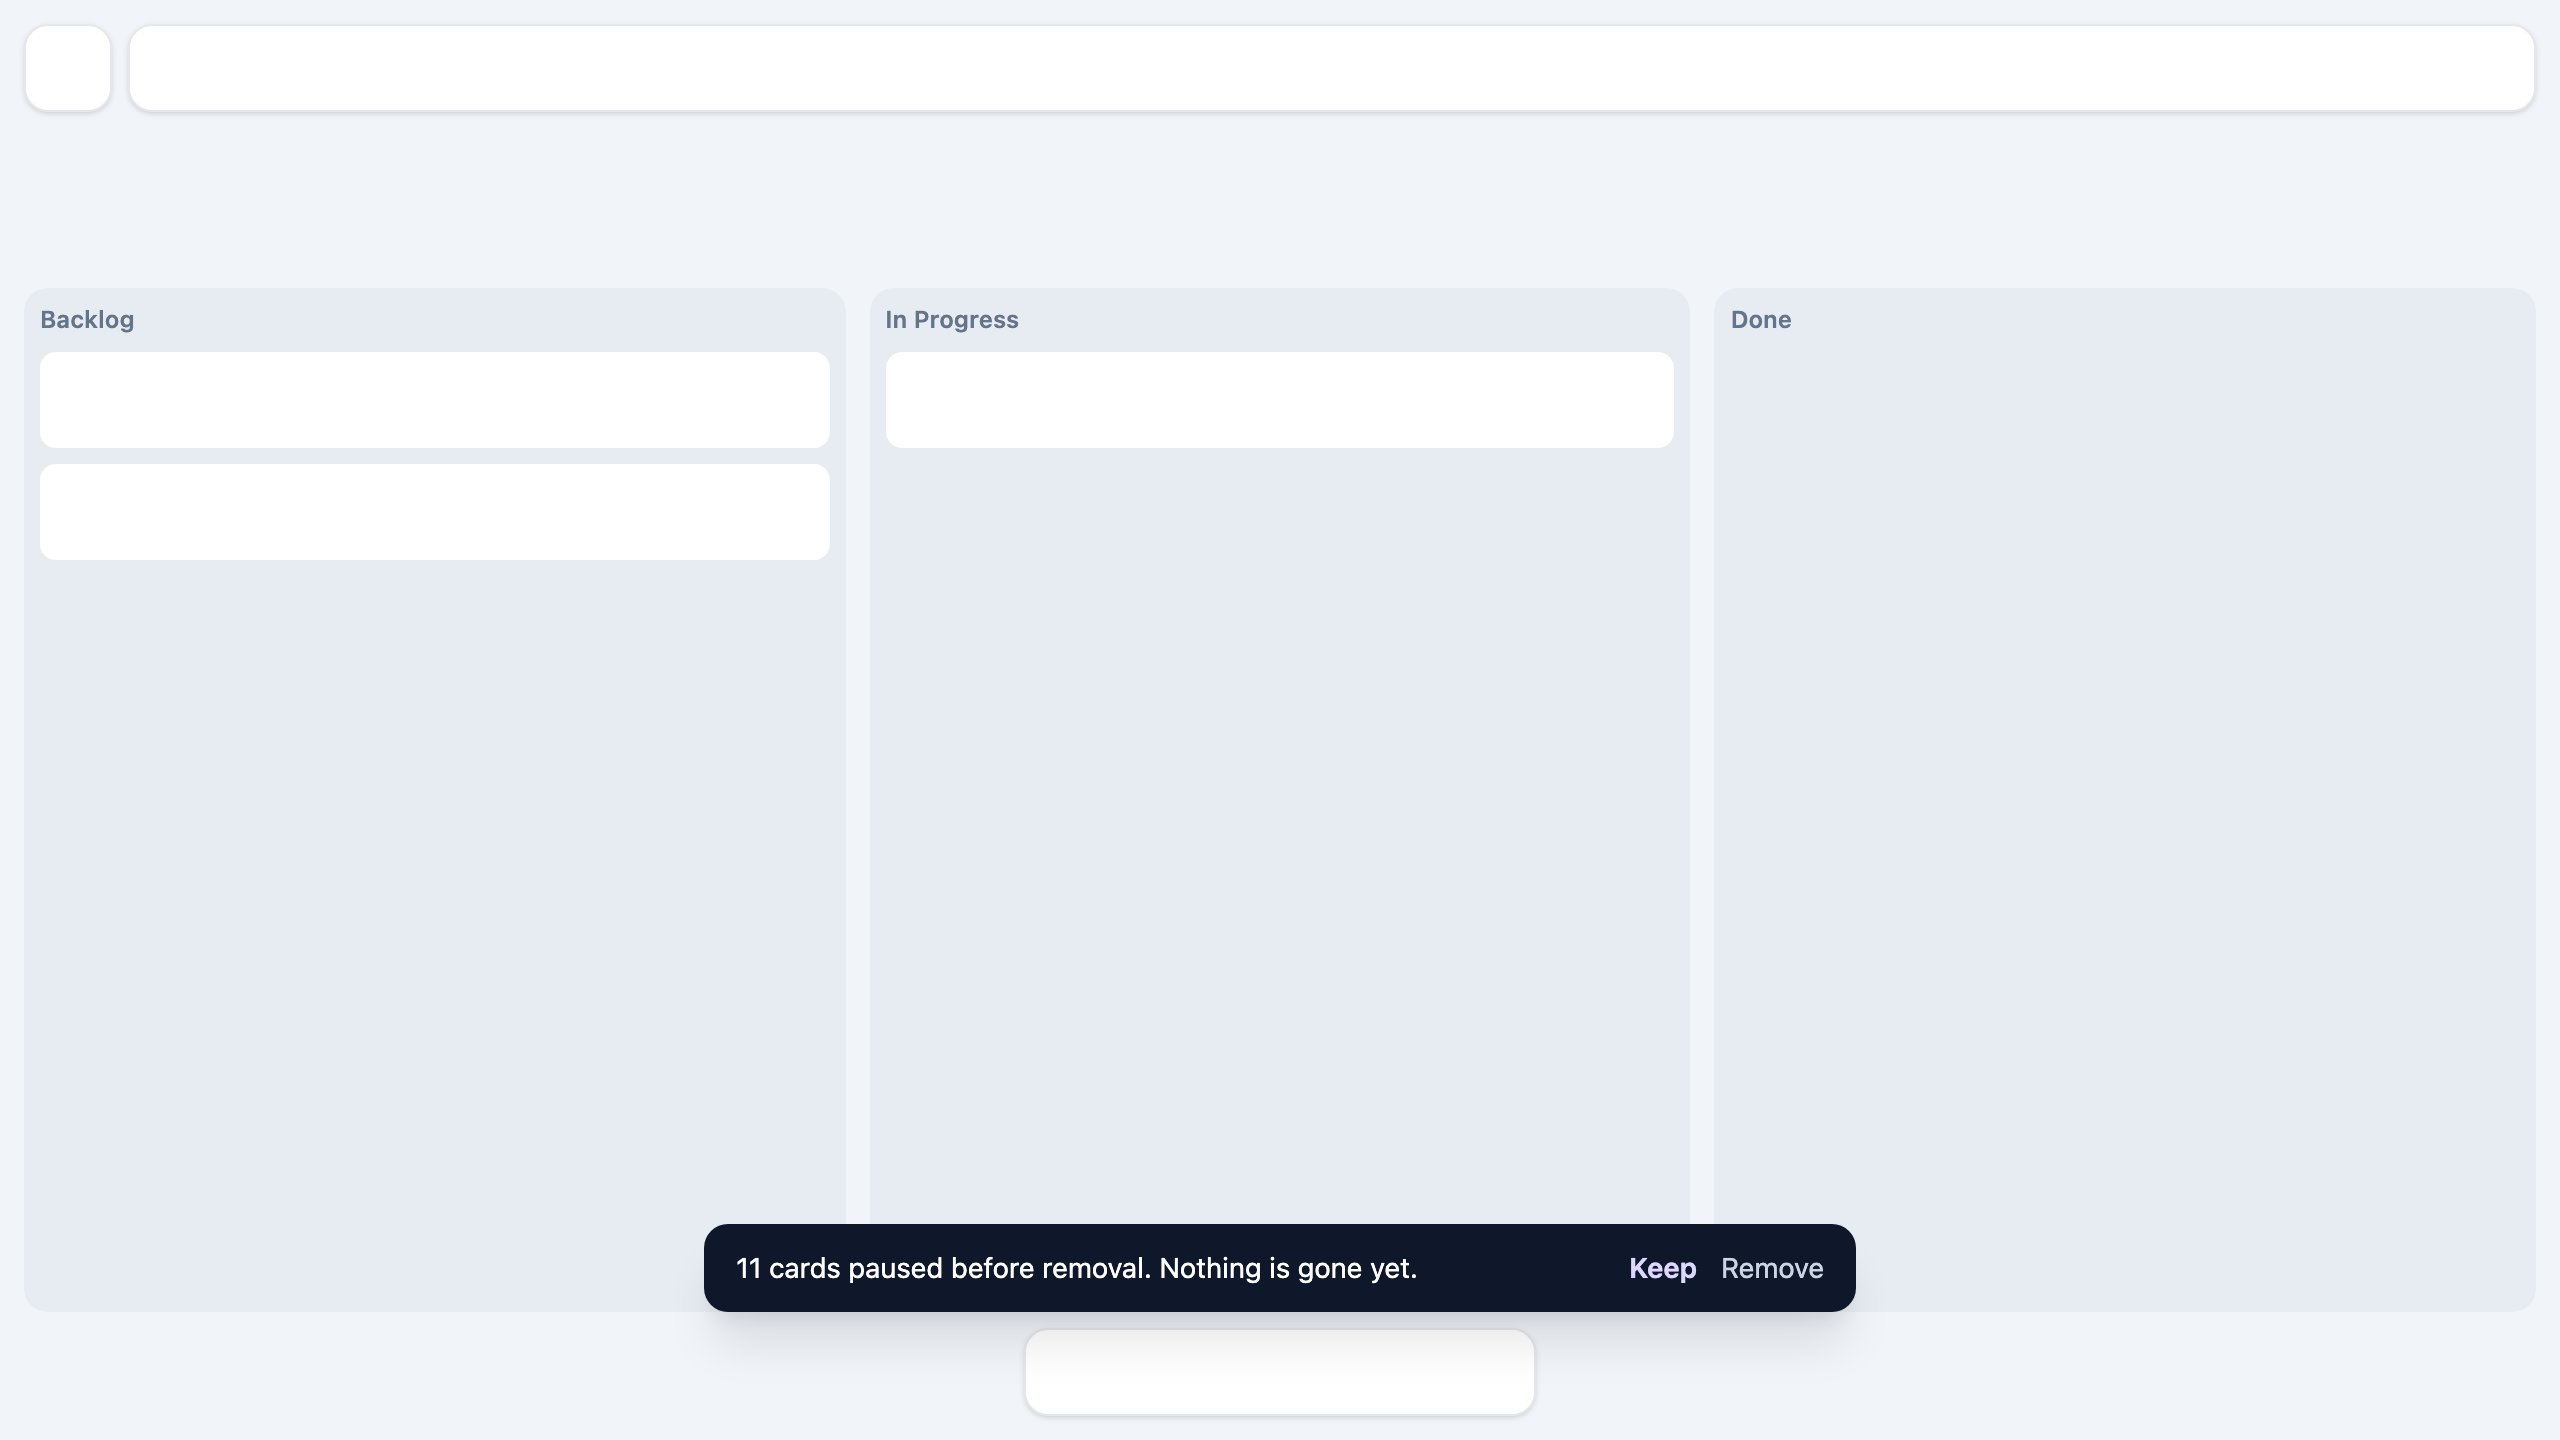 Backlog
In Progress
Done
11 cards paused before removal. Nothing is gone yet.
Keep
Remove